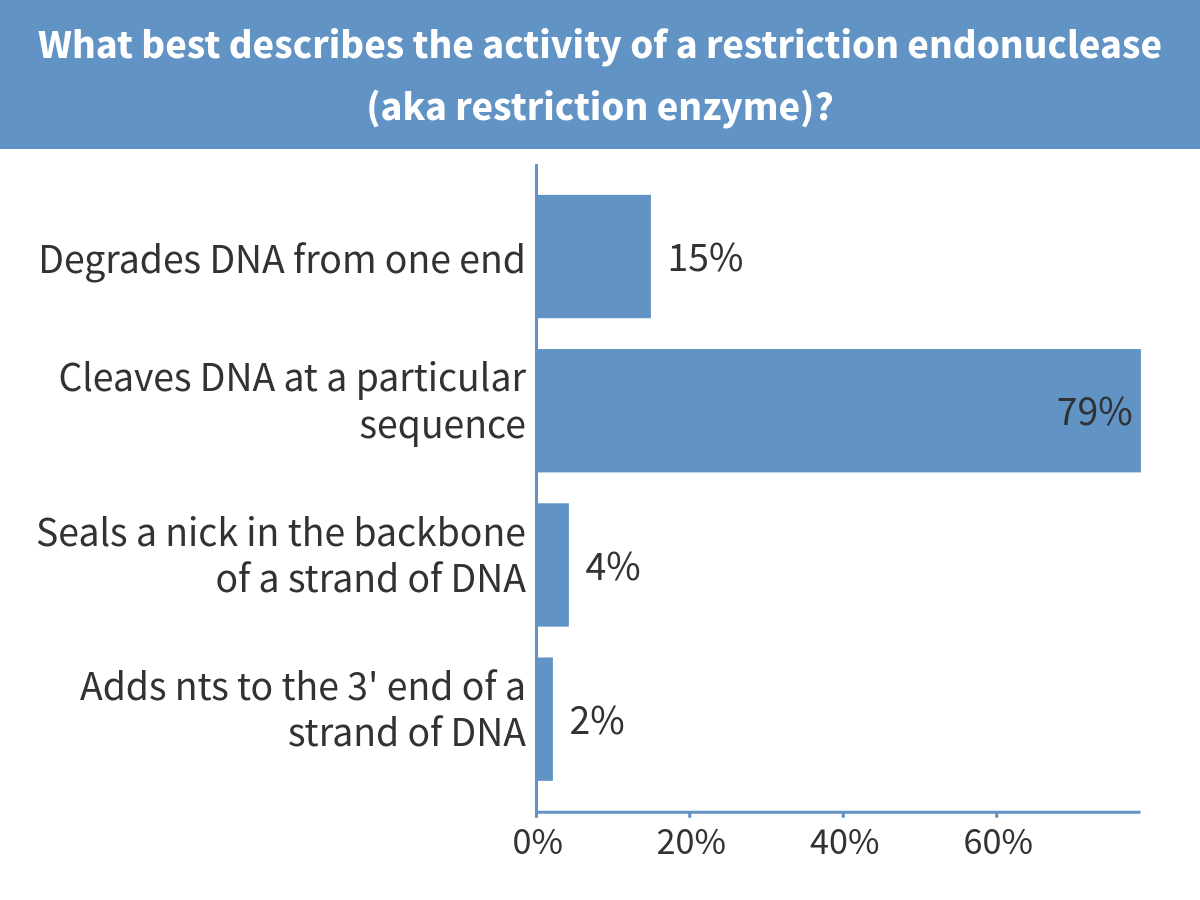 What best describes the activity of a restriction endonuclease
(aka restriction enzyme)?
Degrades DNA from one end
15%
Cleaves DNA at a particular
sequence
79%
Seals a nick in the backbone
of a strand of DNA
4%
Adds nts to the 3' end of a
strand of DNA
2%
0% 20% 40% 60%